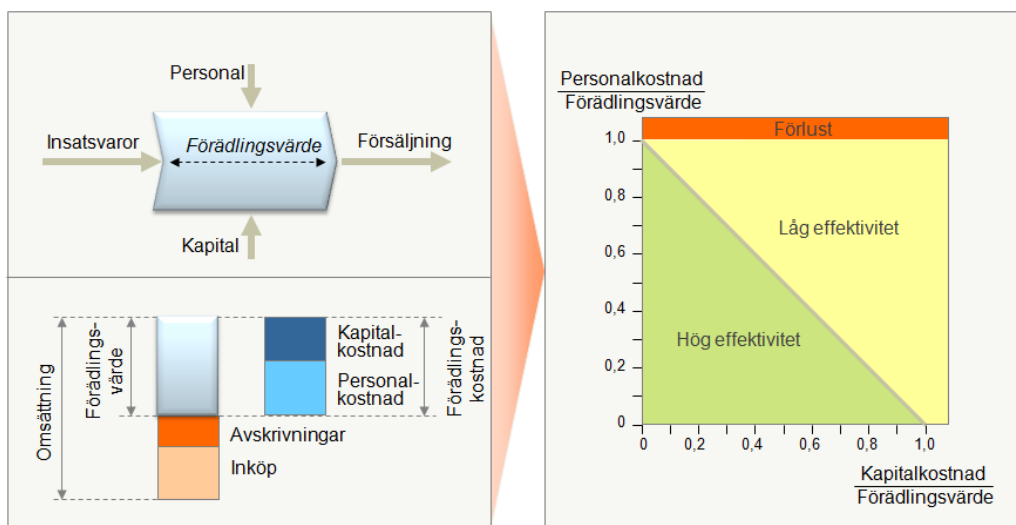 Personal
Insatsvaror
Förädlingsvärde
Försäljning
Kapital
Omsättning
Förädlings-
värde
Kapital-
kostnad
Personal-
kostnad
Förädlings-
kostnad
Avskrivningar
Inköp
Personalkostnad
Förädlingsvärde
Förlust
1,0
0,8
0,6
0,4
0,2
0
Låg effektivitet
Hög effektivitet
0 0,2 0,4 0,6 0,8 1,0
Kapitalkostnad
Förädlingsvärde